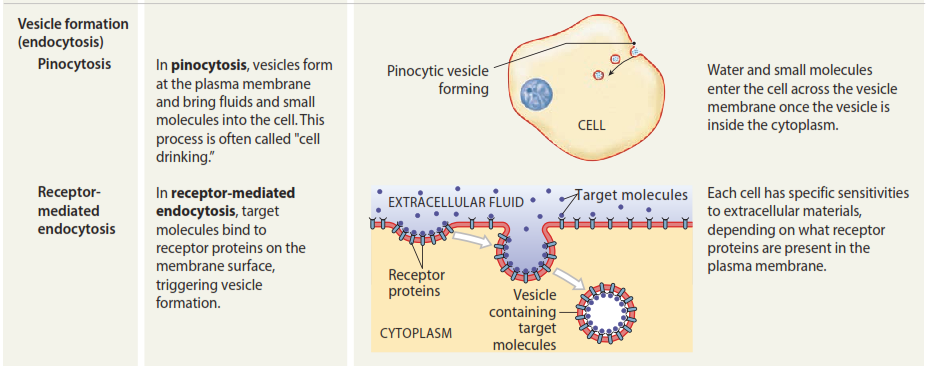 Vesicle formation
(endocytosis)
Pinocytosis
In pinocytosis, vesicles form
at the plasma membrane
and bring fluids and small
molecules into the cell. This
process is often called "cell
drinking."
Pinocytic vesicle
forming
CELL
Water and small molecules
enter the cell across the vesicle
membrane once the vesicle is
inside the cytoplasm.
Receptor-
mediated
endocytosis
In receptor-mediated
endocytosis, target
molecules bind to
receptor proteins on the
membrane surface,
triggering vesicle
formation.
EXTRACELLULAR FLUID
Target molecules
Receptor
proteins
Vesicle
containing
target
molecules
CYTOPLASM
Each cell has specific sensitivities
to extracellular materials,
depending on what receptor
proteins are present in the
plasma membrane.